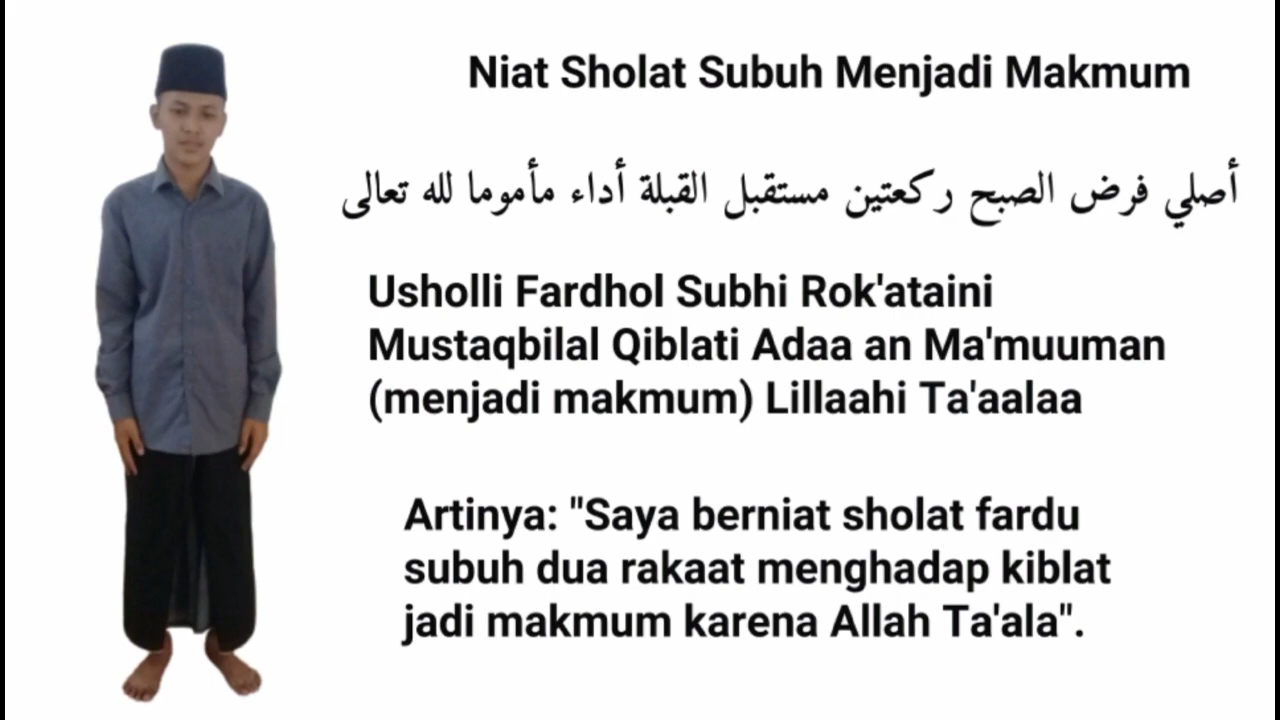 Niat Sholat Subuh Menjadi Makmum
أصلي فرض الصبح ركعتين مستقبل القبلة أداء مأموما لله تعالى
Usholli Fardhol Subhi Rok'ataini
Mustaqbilal Qiblati Adaa an Ma'muuman
(menjadi makmum) Lillaahi Ta'aalaa
Artinya: "Saya berniat sholat fardu
subuh dua rakaat menghadap kiblat
jadi makmum karena Allah Ta'ala".